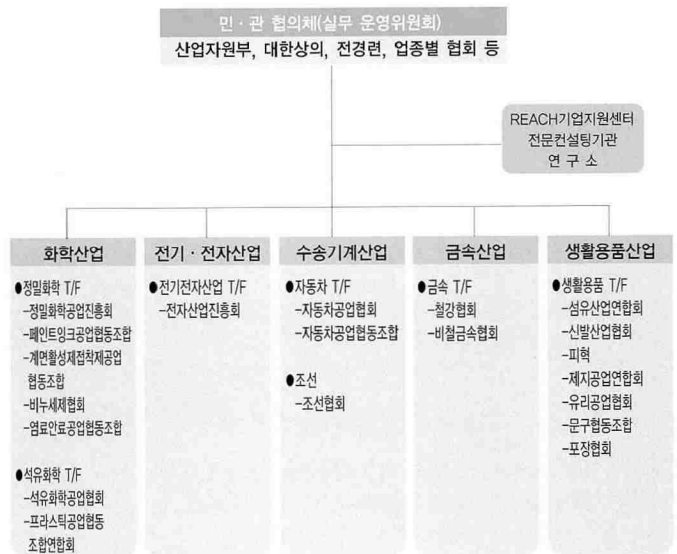 민·관 협의체(실무 운영위원회)
산업자원부, 대한상의, 전경련, 업종별 협회 등
REACH기업지원센터
전문컨설팅기관
연 구 소
화학산업
●정밀화학 T/F
-정밀화학공업진흥회
-페인트잉크공업협동조합
-계면활성제접착제공업
협동조합
-비누세제협회
-염료안료공업협동조합
●석유화학 T/F
-석유화학공업협회
-프라스틱공업협동
조합연합회
전기·전자산업
●전기전자산업 T/F
-전자산업진흥회
수송기계산업
●자동차 T/F
-자동차공업협회
-자동차공업협동조합
●조선
-조선협회
금속산업
●금속 T/F
-철강협회
-비철금속협회
생활용품산업
●생활용품 T/F
-섬유산업연합회
-신발산업협회
-피혁
-제지공업연합회
-유리공업협회
-문구협동조합
-포장협회